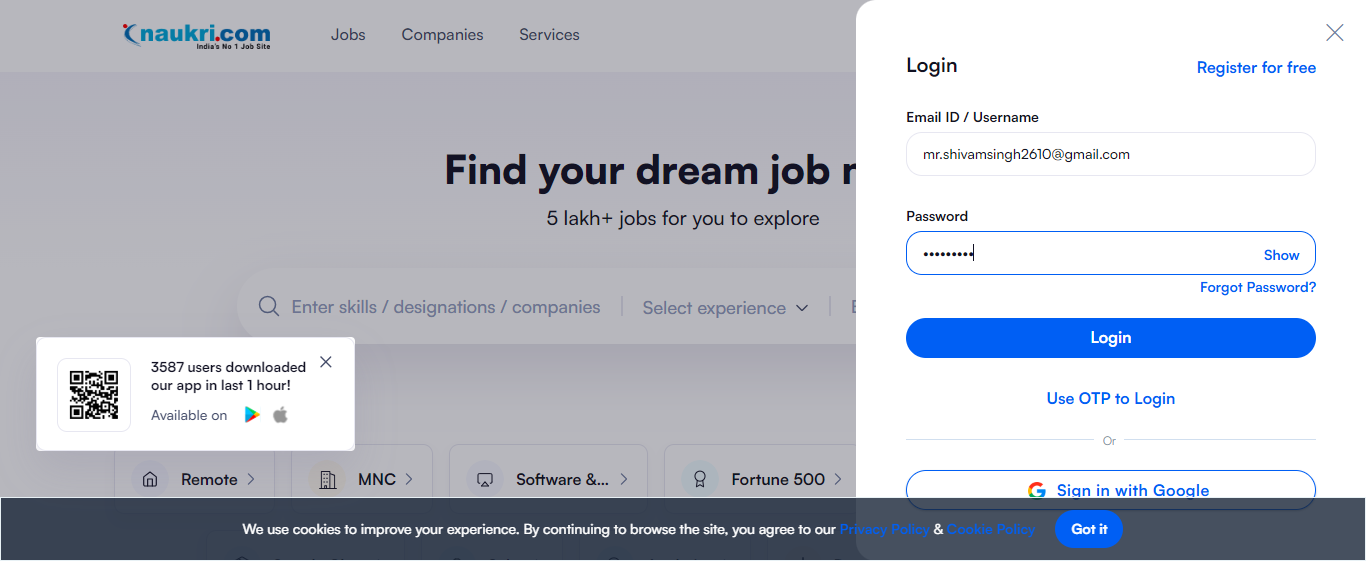 naukri.com
India's No 1 Job Site
Jobs
Companies
Services
Find your dream job
5 lakh+ jobs for you to explore
Enter skills / designations / companies
Select experience
3587 users downloaded
our app in last 1 hour!
Available on
Remote
MNC
Software &...
Fortune 500
Login
Register for free
Email ID / Username
mr.shivamsingh2610@gmail.com
Password
•••••••••
Show
Forgot Password?
Login
Use OTP to Login
Or
Sign in with Google
We use cookies to improve your experience. By continuing to browse the site, you agree to our Privacy Policy & Cookie Policy
Got it